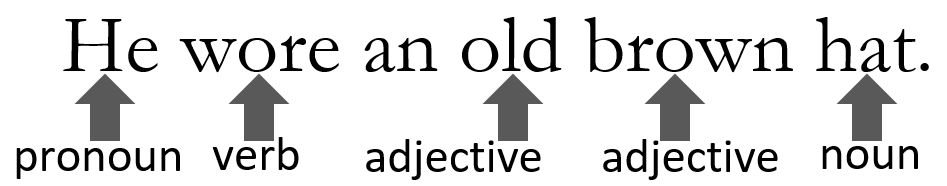 He wore an old brown hat.
pronoun verb adjective adjective noun